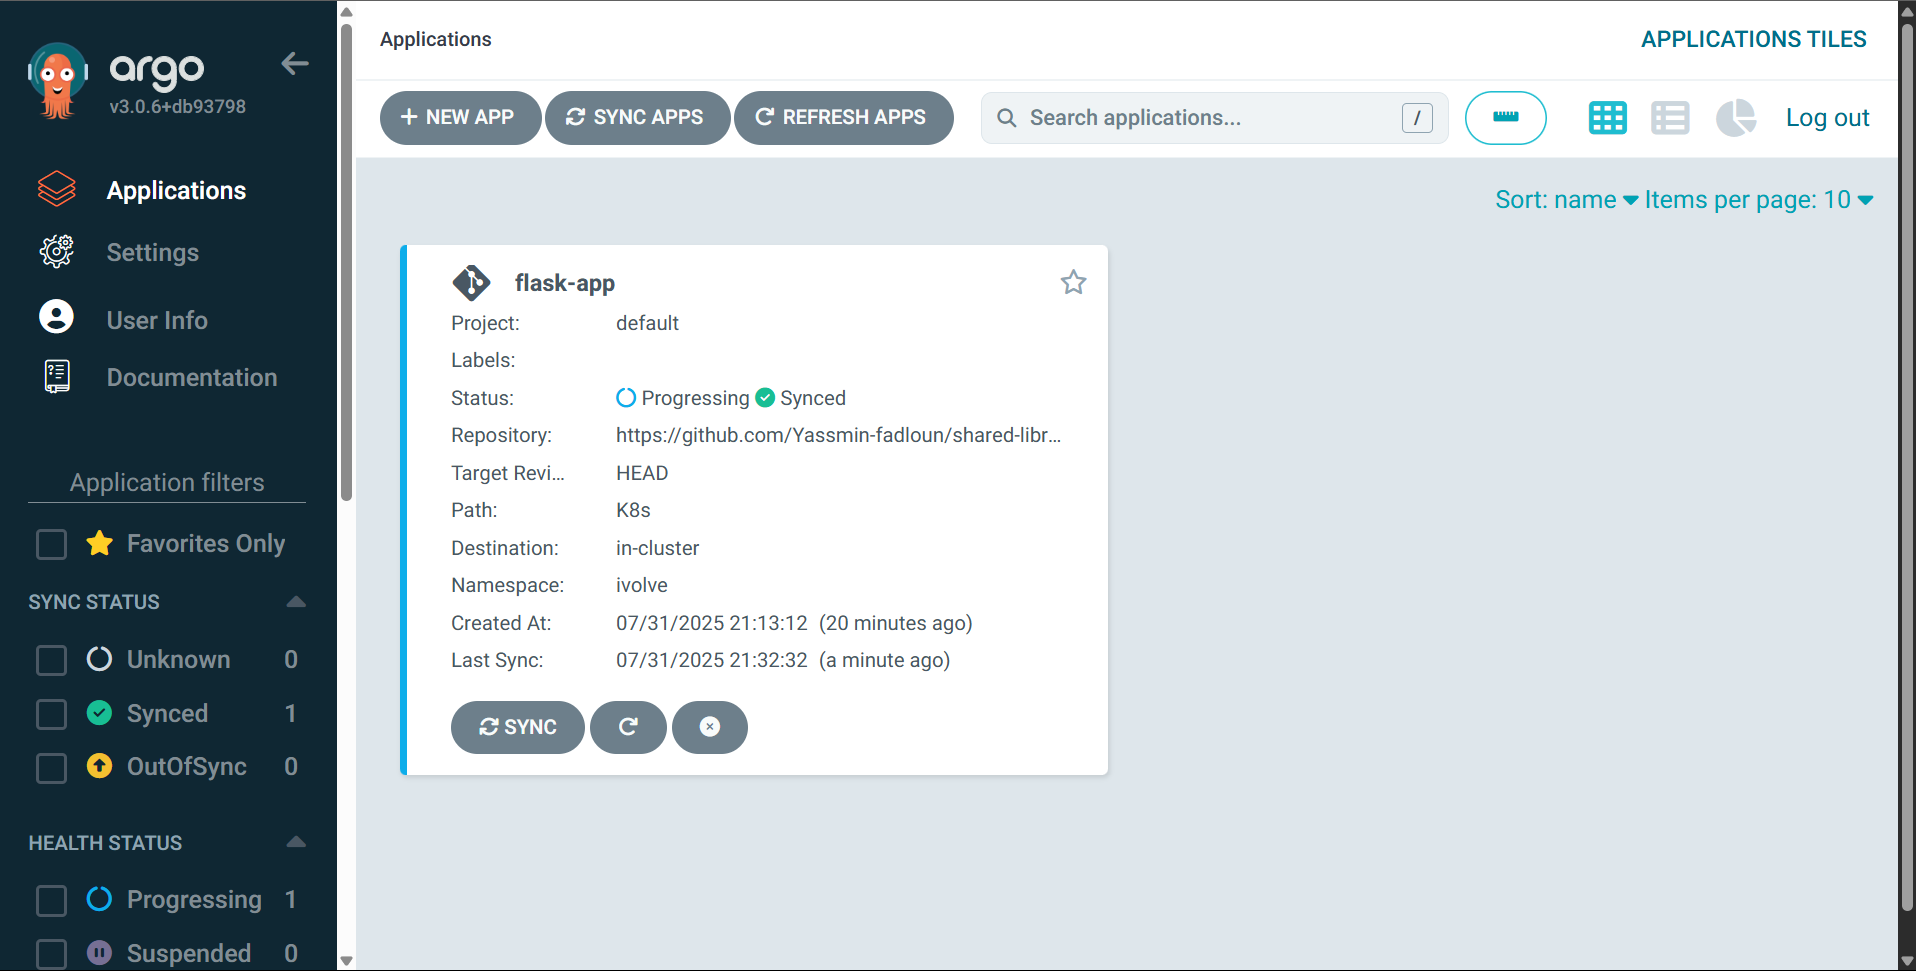 argo
v3.0.6+db93798
Applications
Settings
User Info
Documentation
Application filters
Favorites Only
SYNC STATUS
Unknown 0
Synced 1
OutOfSync 0
HEALTH STATUS
Progressing 1
Suspended 0
Applications
APPLICATIONS TILES
NEW APP
SYNC APPS
REFRESH APPS
Search applications...
/
Log out
Sort: name
Items per page: 10
flask-app
Project: default
Labels:
Status: Progressing Synced
Repository: https://github.com/Yassmin-fadloun/shared-libr...
Target Revi... HEAD
Path: K8s
Destination: in-cluster
Namespace: ivolve
Created At: 07/31/2025 21:13:12 (20 minutes ago)
Last Sync: 07/31/2025 21:32:32 (a minute ago)
SYNC